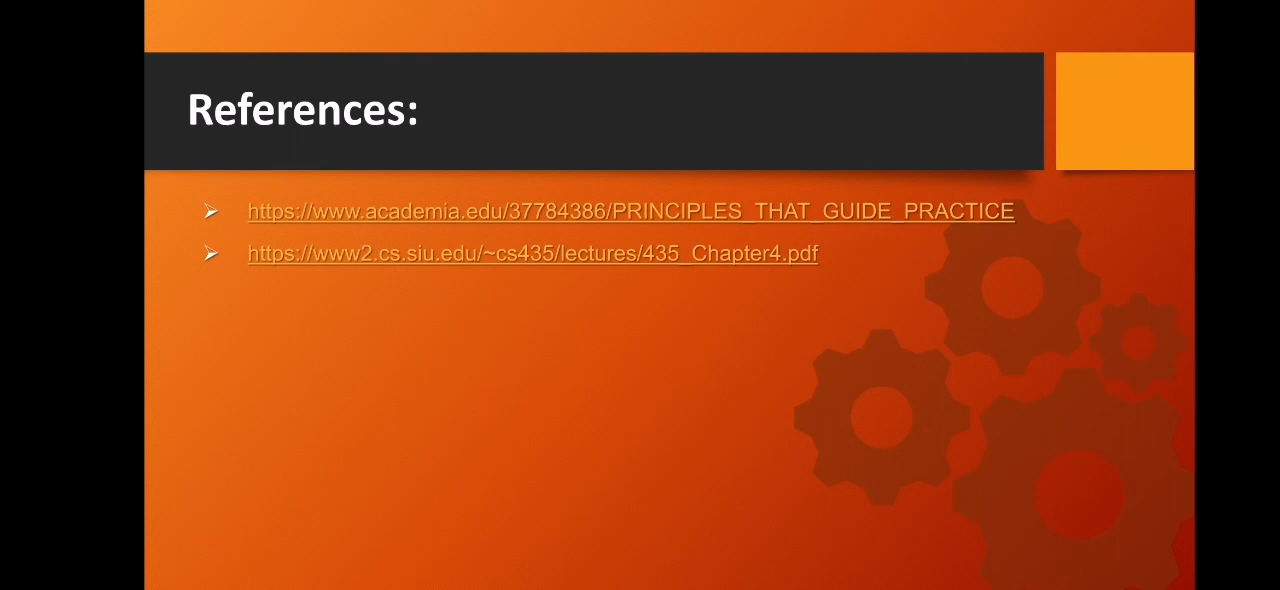 References:
https://www.academia.edu/37784386/PRINCIPLES_THAT_GUIDE_PRACTICE
https://www2.cs.siu.edu/~cs435/lectures/435_Chapter4.pdf